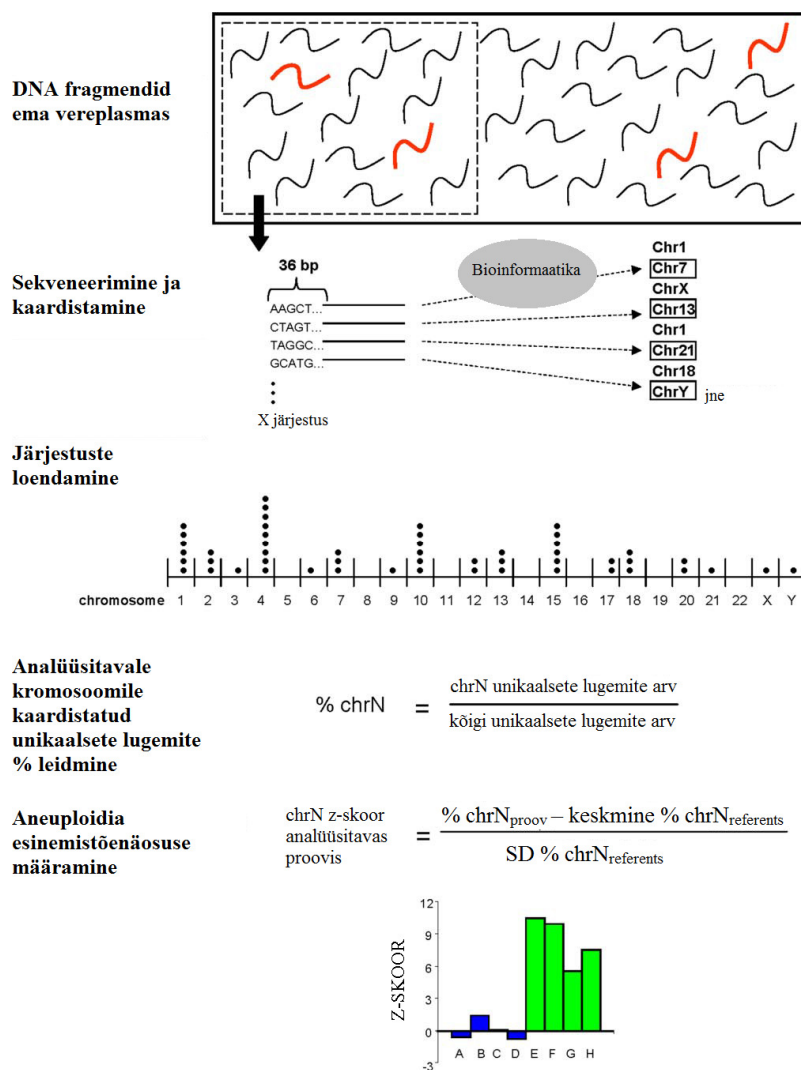 DNA fragmendid
ema vereplasmas
Sekveneerimine ja
kaardistamine
36 bp
AAGCT...
CTAGT...
TAGGC...
GCATG...
X järjestus
Bioinformaatika
Chr1
Chr7
ChrX
Chr13
Chr1
Chr21
Chr18
ChrY
jne
Järjestuste
loendamine
chromosome 1 2 3 4 5 6 7 8 9 10 11 12 13 14 15 16 17 18 19 20 21 22 X Y
Analüüsitavale
kromosoomile
kaardistatud
unikaalsete lugemite
% leidmine
% chrN =
chrN unikaalsete lugemite arv
kõigi unikaalsete lugemite arv
Aneuploidia
esinemistõenäosuse
määramine
chrN z-skoor
analüüsitavas
proovis
=
% chrNproov – keskmine % chrNreferents
SD % chrNreferents
Z-SKOOR
12
9
6
3
0
-3
A B C D E F G H